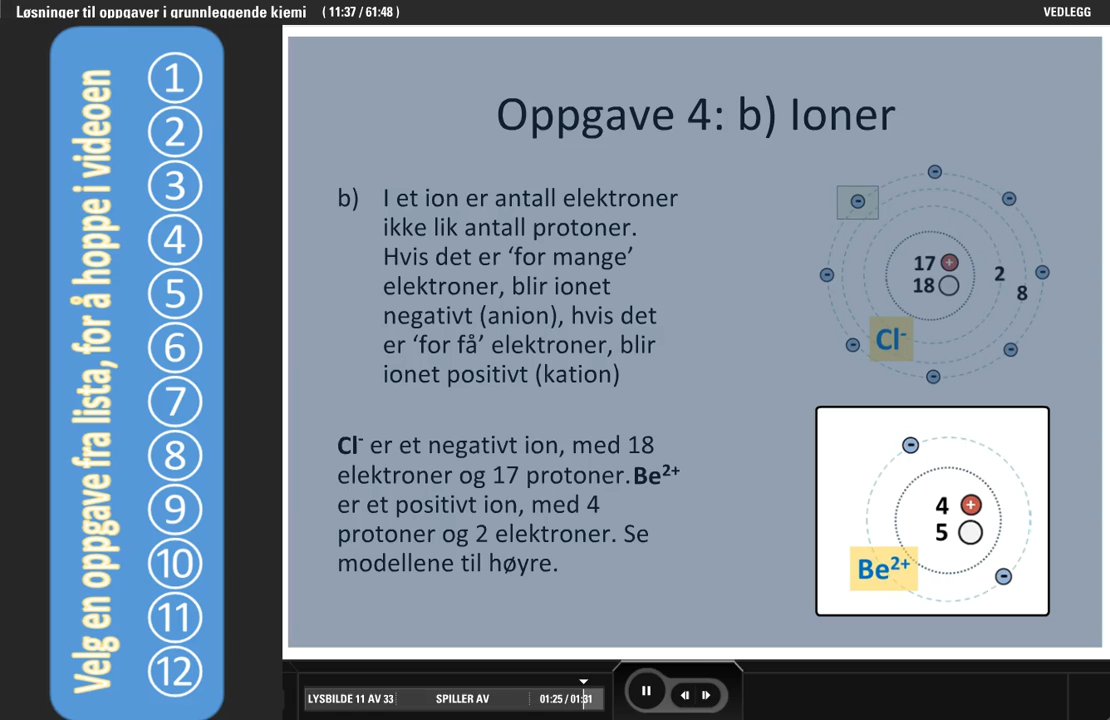 Løsninger til oppgaver i grunnleggende kjemi ( 11:37 / 61:48 )
VEDLEGG
Velg en oppgave fra lista, for å hoppe i videoen
1
2
3
4
5
6
7
8
9
10
11
12
Oppgave 4: b) Ioner
b) I et ion er antall elektroner
ikke lik antall protoner.
Hvis det er ‘for mange’
elektroner, blir ionet
negativt (anion), hvis det
er ‘for få’ elektroner, blir
ionet positivt (kation)
Cl⁻ er et negativt ion, med 18
elektroner og 17 protoner. Be²⁺
er et positivt ion, med 4
protoner og 2 elektroner. Se
modellene til høyre.
17 +
18
2
8
Cl⁻
4 +
5
Be²⁺
LYSBILDE 11 AV 33 SPILLER AV 01:25 / 01:31